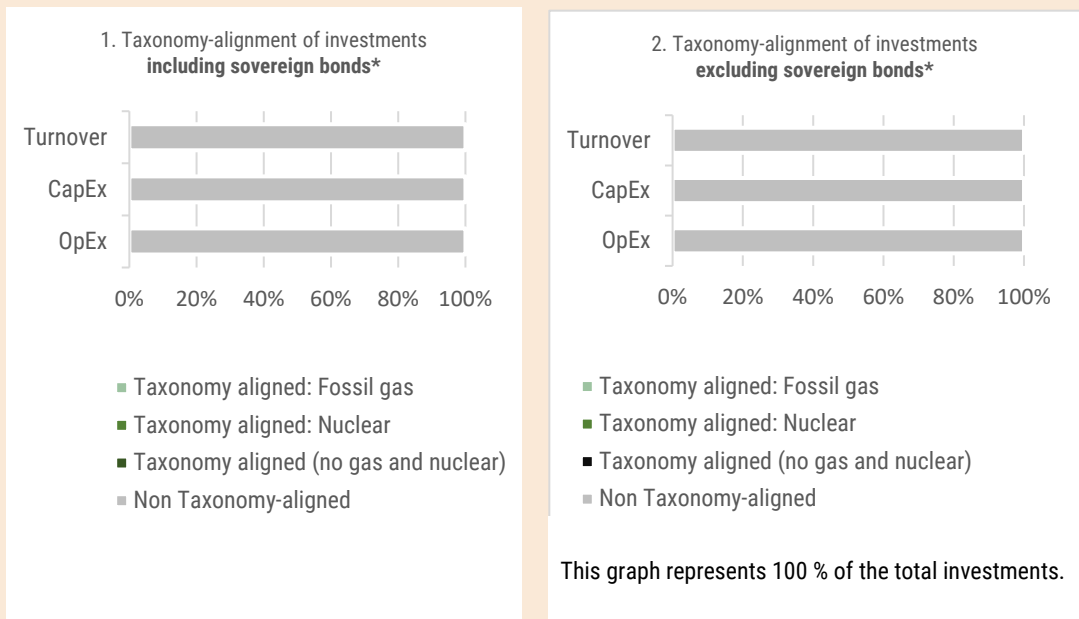 1. Taxonomy-alignment of investments
including sovereign bonds*
Turnover
CapEx
OpEx
0% 20% 40% 60% 80% 100%
Taxonomy aligned: Fossil gas
Taxonomy aligned: Nuclear
Taxonomy aligned (no gas and nuclear)
Non Taxonomy-aligned
2. Taxonomy-alignment of investments
excluding sovereign bonds*
Turnover
CapEx
OpEx
0% 20% 40% 60% 80% 100%
Taxonomy aligned: Fossil gas
Taxonomy aligned: Nuclear
Taxonomy aligned (no gas and nuclear)
Non Taxonomy-aligned
This graph represents 100 % of the total investments.